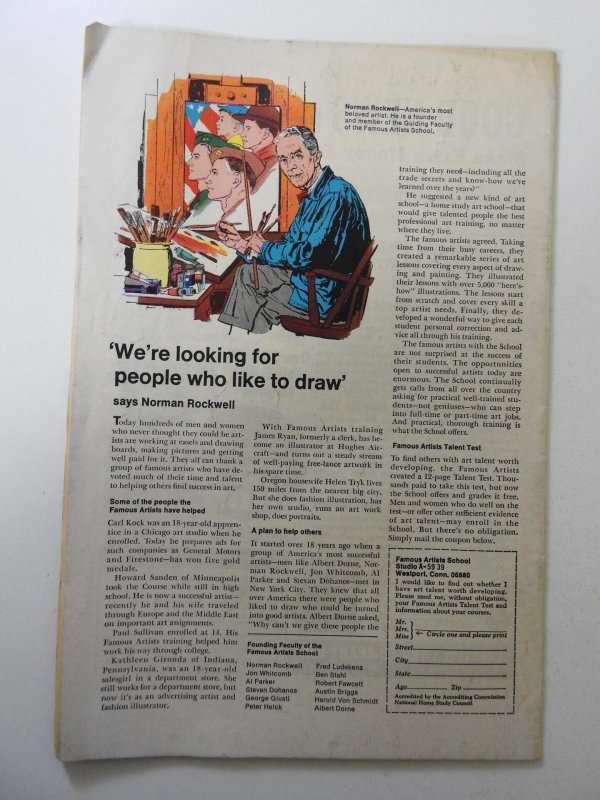 Norman Rockwell—America's most
beloved artist. He is a founder
and member of the Guiding Faculty
of the Famous Artists School.
'We're looking for
people who like to draw'
says Norman Rockwell
Today hundreds of men and women
who never thought they could be art-
ists are working at easels and drawing
boards, making pictures and getting
well paid for it. They all can thank a
group of famous artists who have de-
voted much of their time and talent
to helping others find success in art.
Some of the people the
Famous Artists have helped
Carl Kock was an 18-year-old appren-
tice in a Chicago art studio when he
enrolled. Today he prepares ads for
such companies as General Motors
and Firestone—has won five gold
medals.
Howard Sanden of Minneapolis
took the Course while still in high
school. He is now a successful artist—
recently he and his wife traveled
through Europe and the Middle East
on important art assignments.
Paul Sullivan enrolled at 14. His
Famous Artists training helped him
work his way through college.
Kathleen Gironda of Indiana,
Pennsylvania, was an 18-year-old
salesgirl in a department store. She
still works for a department store, but
now it's as an advertising artist and
fashion illustrator.
With Famous Artists training
James Ryan, formerly a clerk, has be-
come an illustrator at Hughes Air-
craft—and turns out a steady stream
of well-paying free-lance artwork in
his spare time.
Oregon housewife Helen Tryk lives
150 miles from the nearest big city.
But she does fashion illustration, has
her own studio, runs an art work
shop, does portraits.
A plan to help others
It started over 18 years ago when a
group of America's most successful
artists—men like Albert Dorne, Nor-
man Rockwell, Jon Whitcomb, Al
Parker and Stevan Dohanos—met in
New York City. They knew that all
over America there were people who
liked to draw who could be turned
into good artists. Albert Dorne asked,
"Why can't we give these people the
Founding Faculty of the
Famous Artists School
Norman Rockwell
Jon Whitcomb
Al Parker
Steven Dohanos
George Giusti
Peter Helck
Fred Ludekens
Ben Stahl
Robert Fawcett
Austin Briggs
Harold Von Schmidt
Albert Dorne
training they need—including all the
trade secrets and know-how we've
learned over the years?"
He suggested a new kind of art
school—a home study art school—that
would give talented people the best
professional art training, no matter
where they live.
The famous artists agreed. Taking
time from their busy careers, they
created a remarkable series of art
lessons covering every aspect of draw-
ing and painting. They illustrated
their lessons with over 5,000 "here's-
how" illustrations. The lessons start
from scratch and cover every skill a
top artist needs. Finally, they de-
veloped a wonderful way to give each
student personal correction and ad-
vice all through his training.
The famous artists with the School
are not surprised at the success of
their students. The opportunities
open to successful artists today are
enormous. The School continually
gets calls from all over the country
asking for practical well-trained stu-
dents—not geniuses—who can step
into full-time or part-time art jobs.
And practical, thorough training is
what the School offers.
Famous Artists Talent Test
To find others with art talent worth
developing, the Famous Artists
created a 12-page Talent Test. Thou-
sands paid to take this test, but now
the School offers and grades it free.
Men and women who do well on the
test—or offer other sufficient evidence
of art talent—may enroll in the
School. But there's no obligation.
Simply mail the coupon below.
Famous Artists School
Studio A-5939
Westport, Conn. 06880
I would like to find out whether I
have art talent worth developing.
Please send me, without obligation,
your Famous Artists Talent Test and
information about your courses.
Mr.
Mrs.
Miss ← Circle one and please print
Street
City
State
Age Zip
Accredited by the Accrediting Commission
National Home Study Council